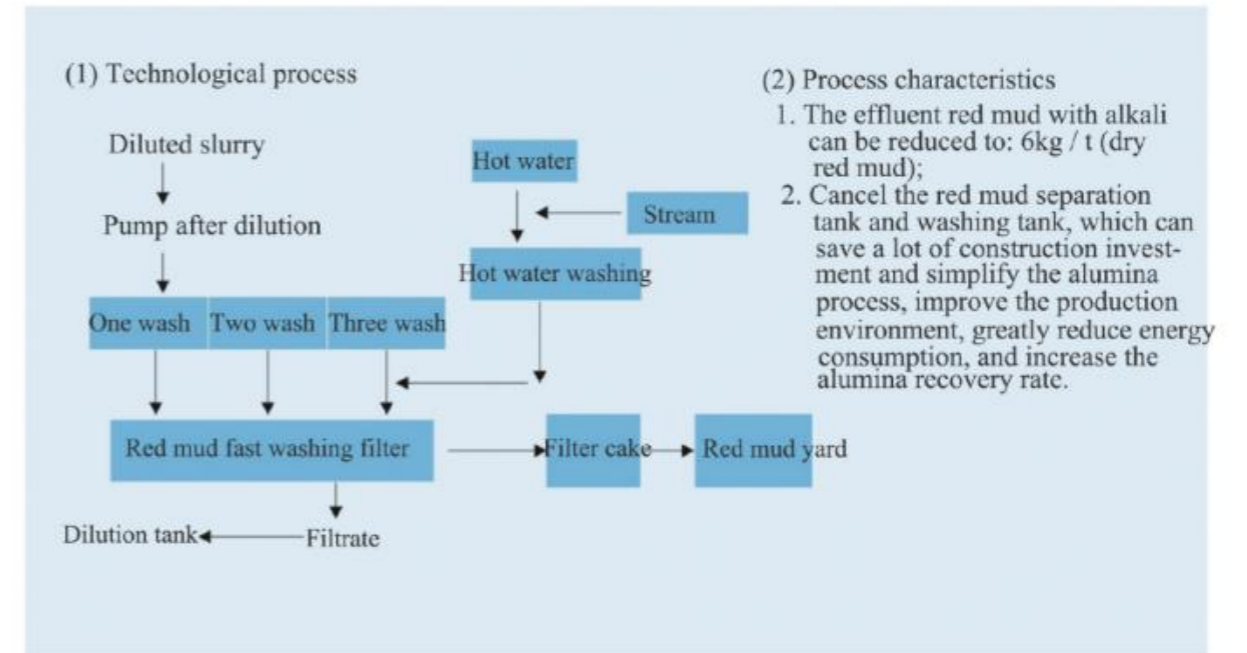 (1) Technological process
Diluted slurry
Pump after dilution
One wash
Two wash
Three wash
Hot water
Stream
Hot water washing
Red mud fast washing filter
Filter cake
Red mud yard
Filtrate
Dilution tank
(2) Process characteristics
1. The effluent red mud with alkali
can be reduced to: 6kg / t (dry
red mud);
2. Cancel the red mud separation
tank and washing tank, which can
save a lot of construction invest-
ment and simplify the alumina
process, improve the production
environment, greatly reduce energy
consumption, and increase the
alumina recovery rate.